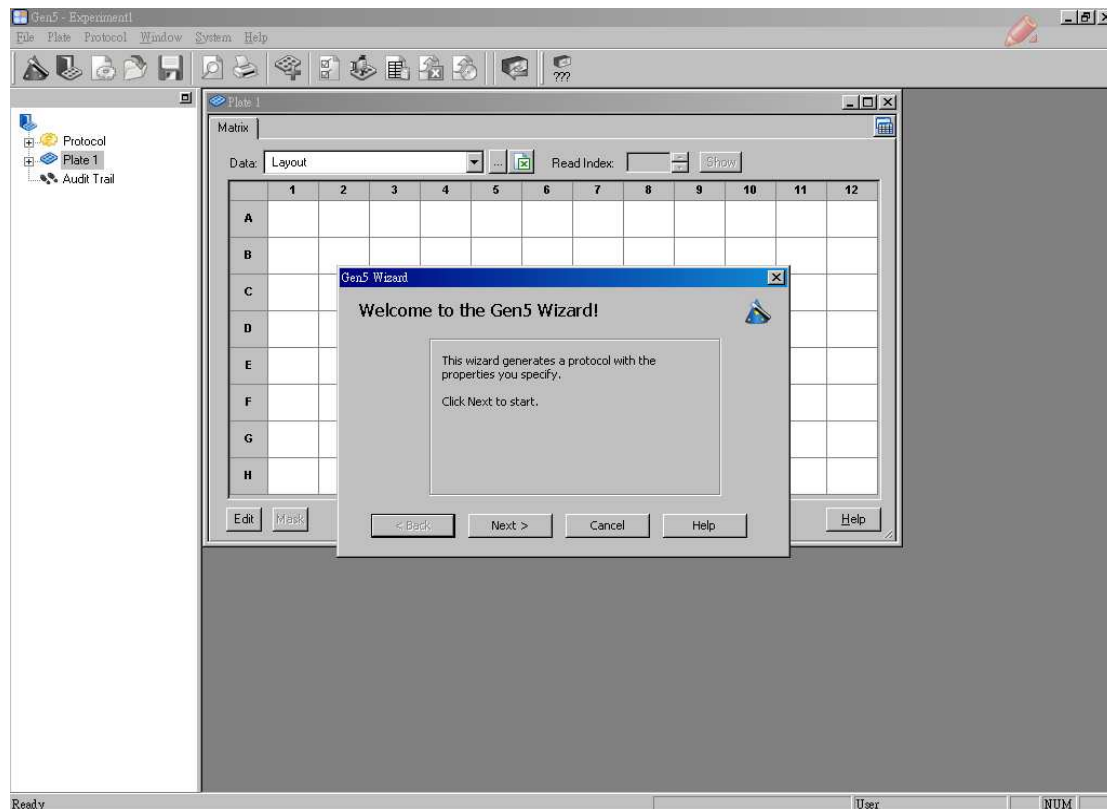 Gen5 - Experiment1
File Plate Protocol Window System Help
???
Protocol
Plate 1
Audit Trail
Plate 1
Matrix
Data: Layout ... Read Index: Show
1 2 3 4 5 6 7 8 9 10 11 12
A
B
C
D
E
F
G
H
Gen5 Wizard
Welcome to the Gen5 Wizard!
This wizard generates a protocol with the
properties you specify.
Click Next to start.
< Back Next > Cancel Help
Edit Mask Help
Ready User NUM